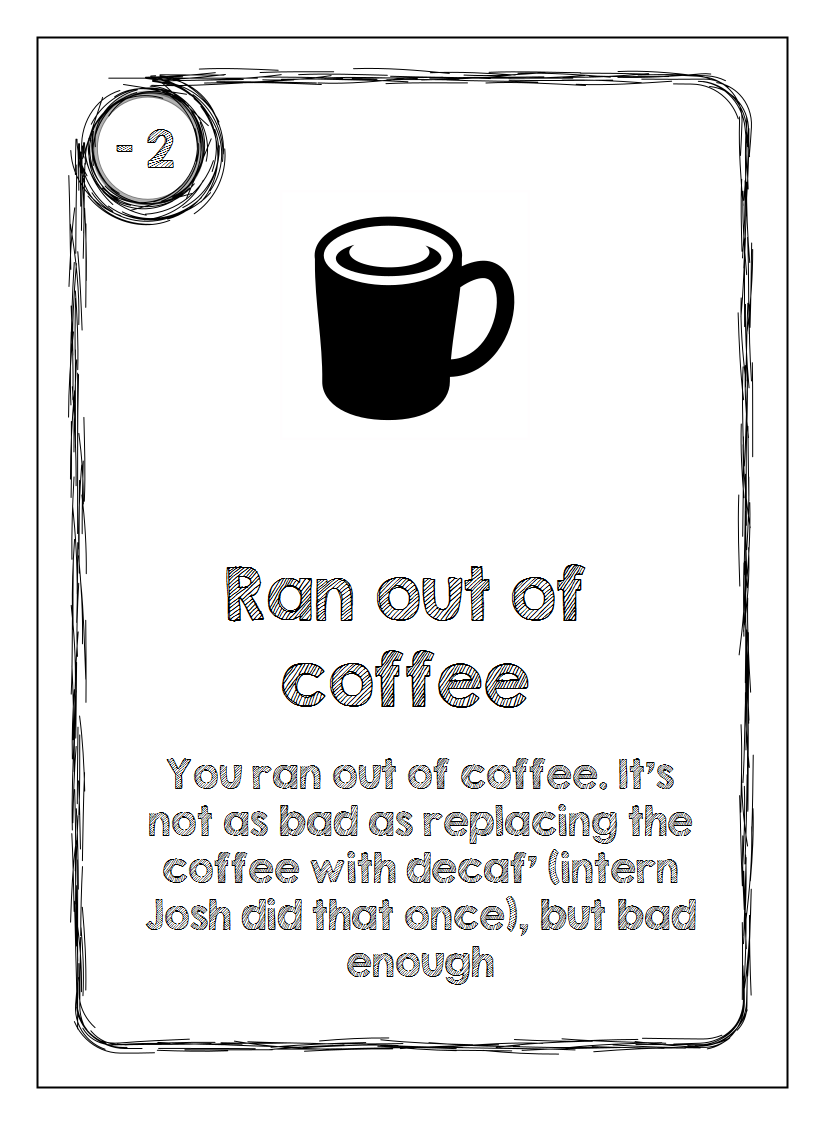 - 2
Ran out of
coffee
You ran out of coffee. It’s
not as bad as replacing the
coffee with decaf’ (intern
Josh did that once), but bad
enough